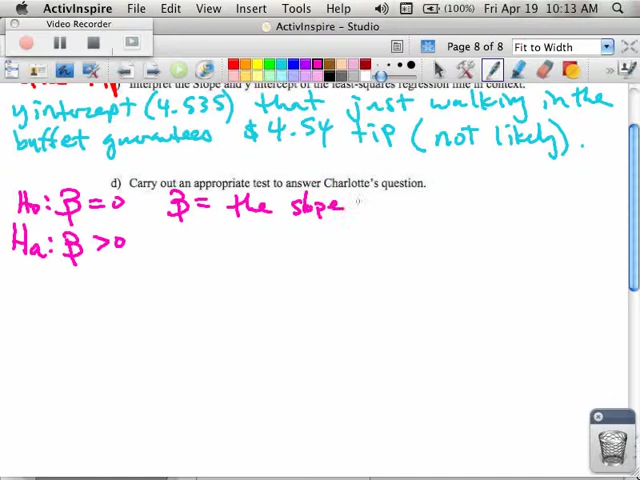 ActivInspire File Edit View Insert Tools Help (100%) Fri Apr 19 10:13 AM
ActivInspire - Studio
Video Recorder
Page 8 of 8 Fit to Width
Interpret the Slope and y intercept of the least-squares regression line in context.
y intercept (4.535) that just walking in the
buffet guarantees $4.54 tip (not likely).
d) Carry out an appropriate test to answer Charlotte's question.
Ho: β = 0 β = the slope
Ha: β > 0